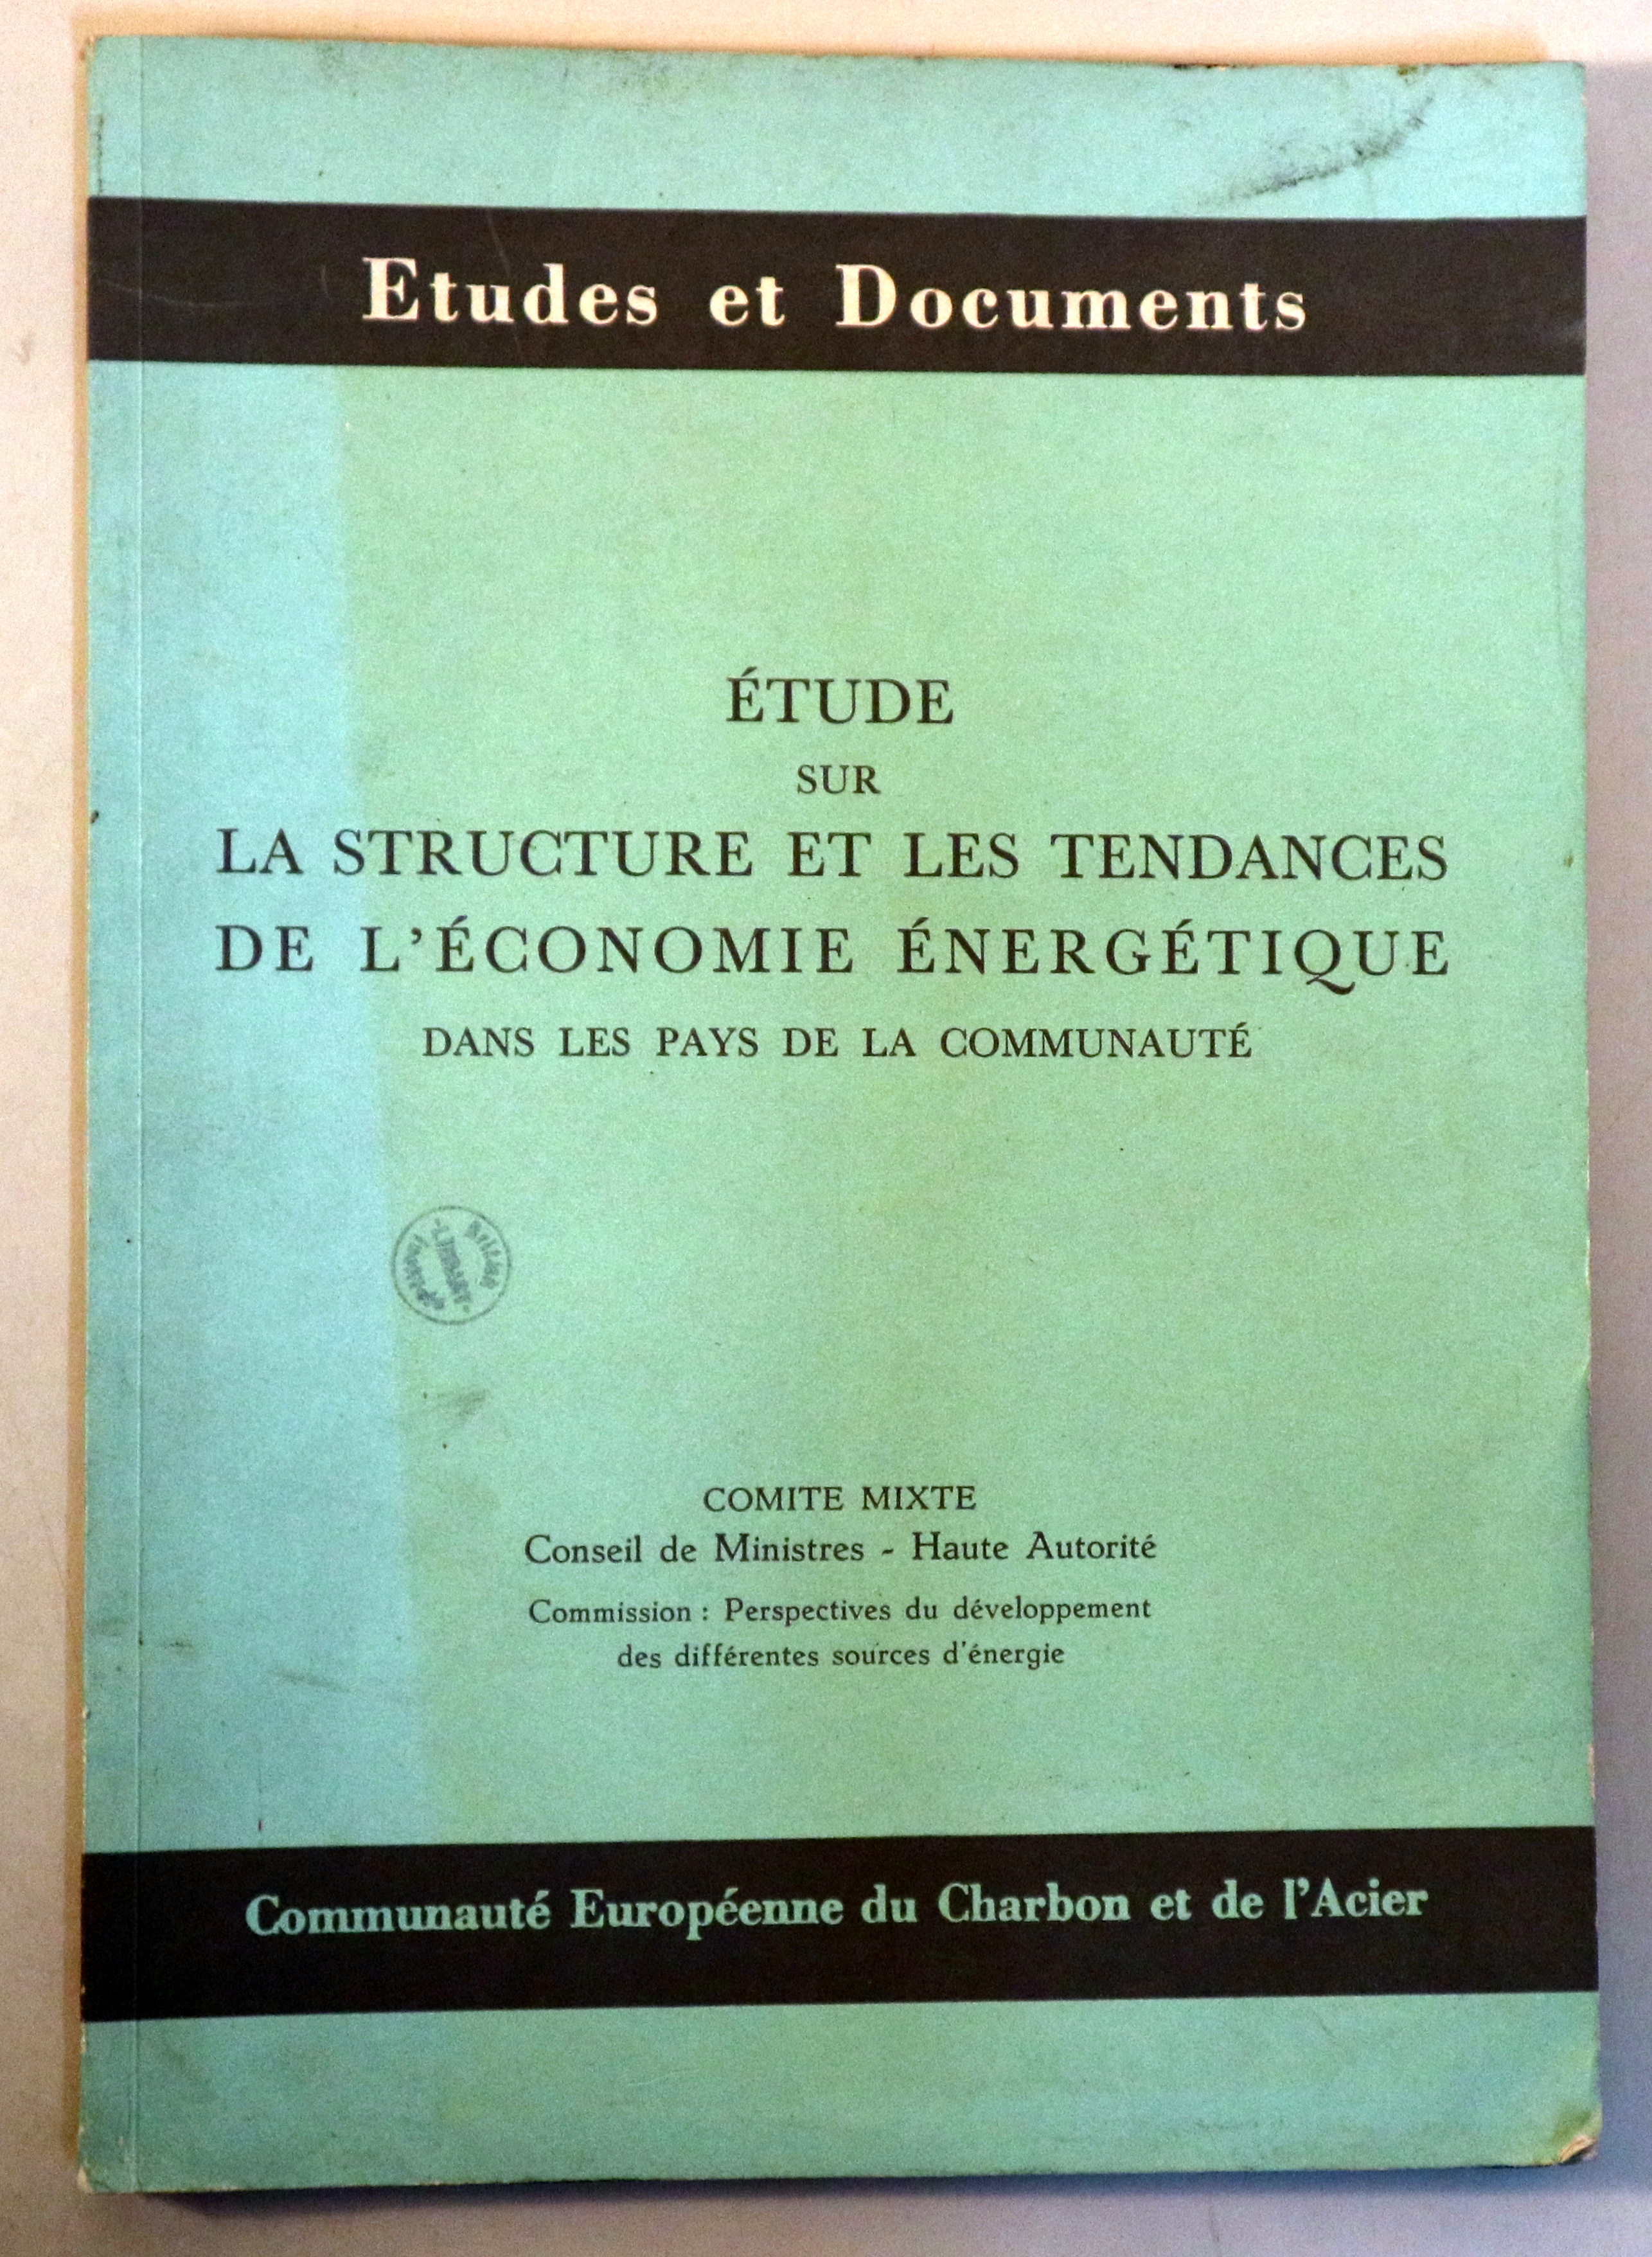 Etudes et Documents
ÉTUDE
SUR
LA STRUCTURE ET LES TENDANCES
DE L'ÉCONOMIE ÉNERGÉTIQUE
DANS LES PAYS DE LA COMMUNAUTÉ
-LIBRARY-
COMITE MIXTE
Conseil de Ministres - Haute Autorité
Commission : Perspectives du développement
des différentes sources d'énergie
Communauté Européenne du Charbon et de l'Acier